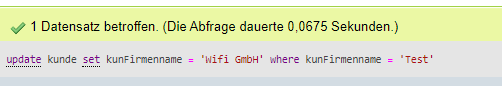 1 Datensatz betroffen. (Die Abfrage dauerte 0,0675 Sekunden.)
update kunde set kunFirmenname = 'Wifi GmbH' where kunFirmenname = 'Test'